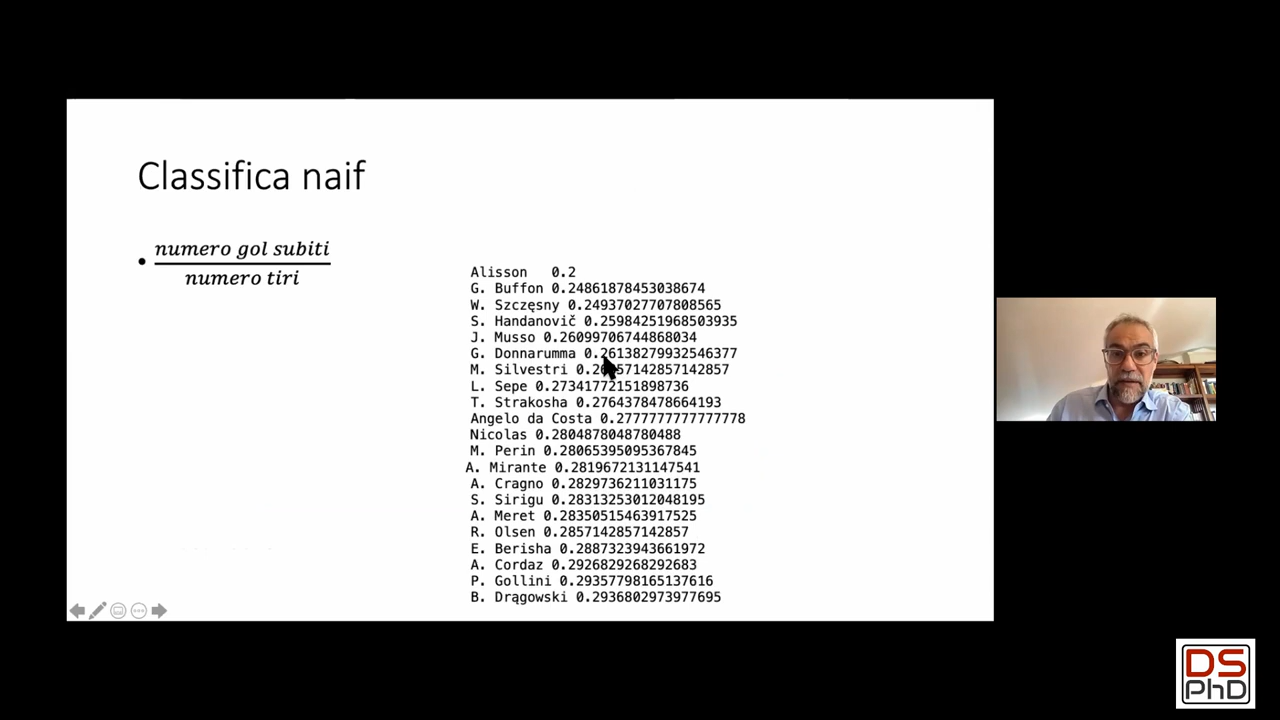 Classifica naif
• numero gol subiti
numero tiri
Alisson 0.2
G. Buffon 0.24861878453038674
W. Szczęsny 0.24937027707808565
S. Handanovič 0.25984251968503935
J. Musso 0.26099706744868034
G. Donnarumma 0.26138279932546377
M. Silvestri
L. Sepe 0.27341772151898736
T. Strakosha 0.2764378478664193
Angelo da Costa 0.2777777777777778
Nicolas 0.2804878048780488
M. Perin 0.28065395095367845
A. Mirante 0.2819672131147541
A. Cragno 0.2829736211031175
S. Sirigu 0.28313253012048195
A. Meret 0.28350515463917525
R. Olsen 0.2857142857142857
E. Berisha 0.2887323943661972
A. Cordaz 0.2926829268292683
P. Gollini 0.29357798165137616
B. Drągowski 0.2936802973977695
DS
PhD